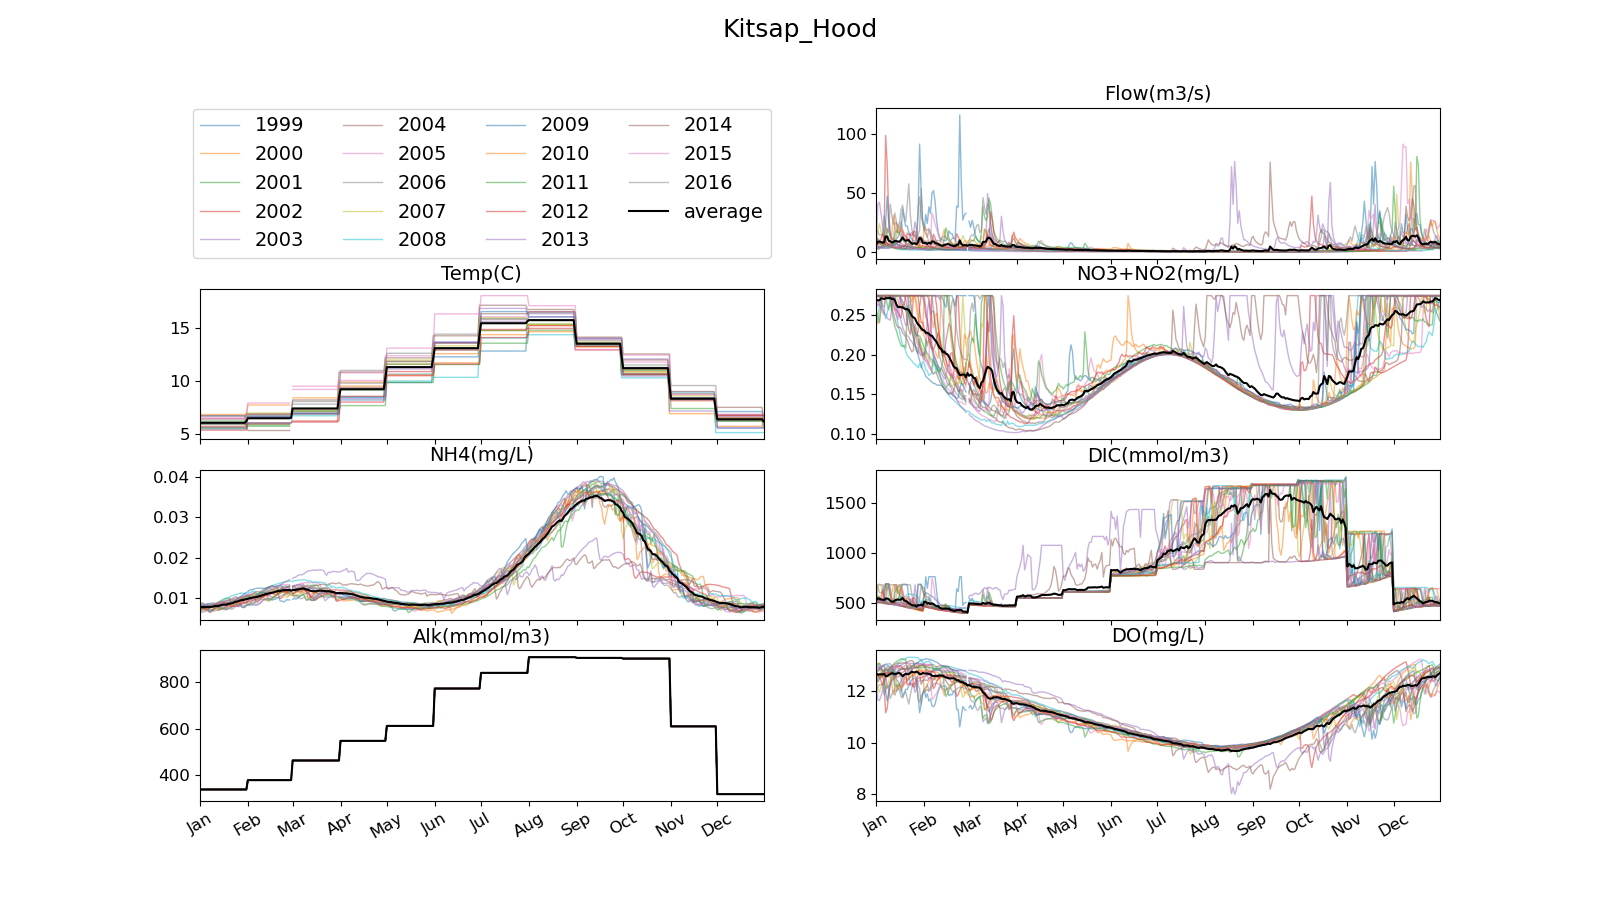 Kitsap_Hood
1999 2004 2009 2014
2000 2005 2010 2015
2001 2006 2011 2016
2002 2007 2012 average
2003 2008 2013
Flow(m3/s)
100
50
0
Temp(C)
15
10
5
NO3+NO2(mg/L)
0.25
0.20
0.15
0.10
NH4(mg/L)
0.04
0.03
0.02
0.01
DIC(mmol/m3)
1500
1000
500
Alk(mmol/m3)
800
600
400
Jan Feb Mar Apr May Jun Jul Aug Sep Oct Nov Dec
DO(mg/L)
12
10
8
Jan Feb Mar Apr May Jun Jul Aug Sep Oct Nov Dec